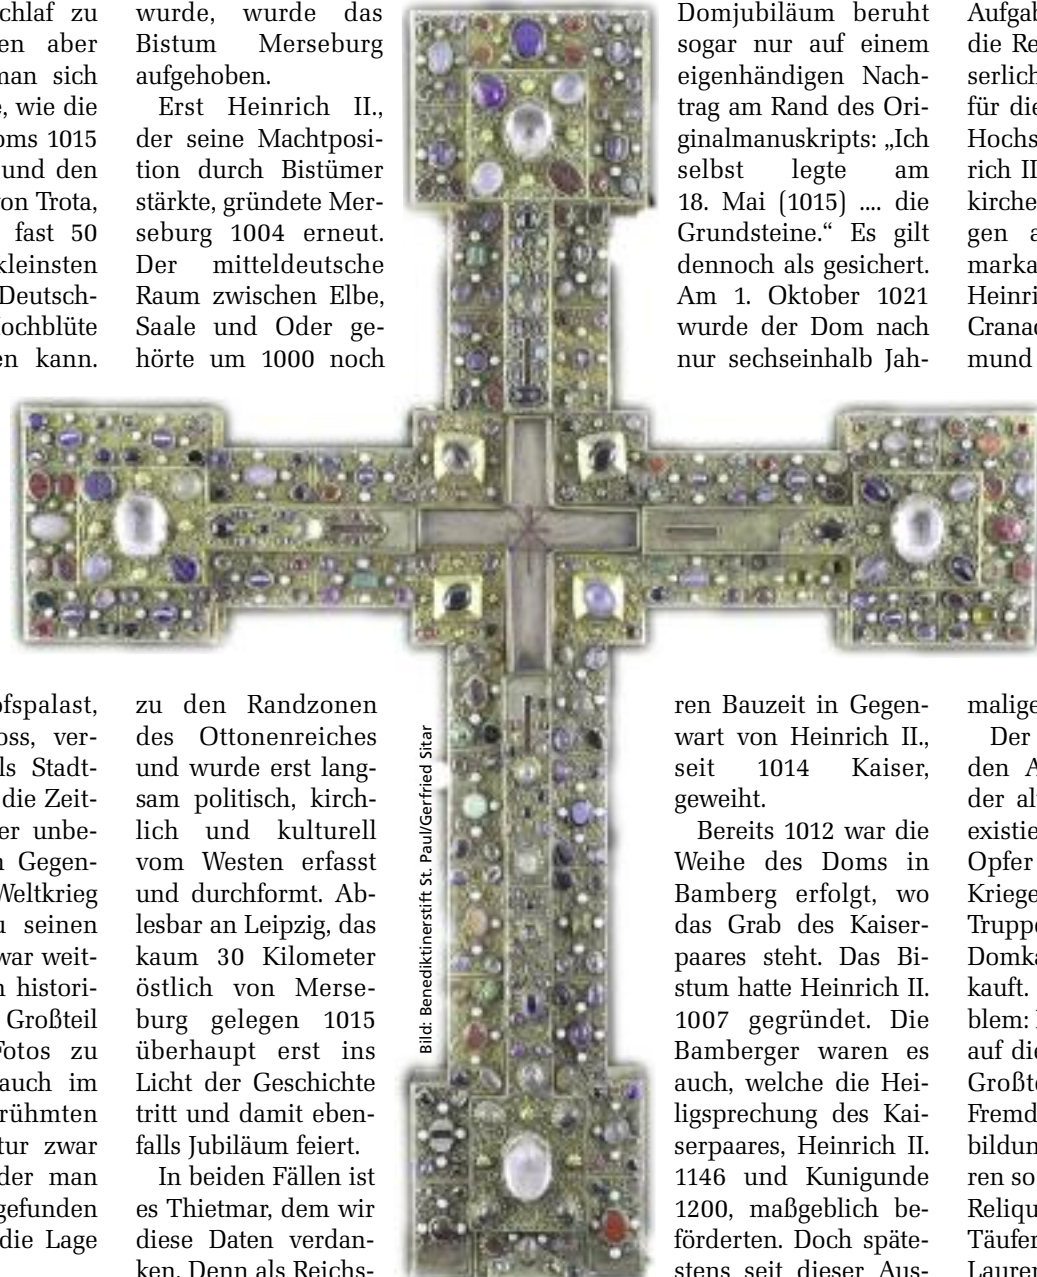 chlaf zu
en aber
man sich
e, wie die
oms 1015
und den
von Trota,
fast 50
kleinsten
Deutsch-
ochblüte
en kann.
ofspalast,
oss, ver-
ls Stadt-
die Zeit-
er unbe-
n Gegen-
Weltkrieg
u seinen
war weit-
n histori-
Großteil
Fotos zu
auch im
rühmten
tur zwar
der man
gefunden
die Lage
wurde, wurde das
Bistum Merseburg
aufgehoben.
Erst Heinrich II.,
der seine Machtposi-
tion durch Bistümer
stärkte, gründete Mer-
seburg 1004 erneut.
Der mitteldeutsche
Raum zwischen Elbe,
Saale und Oder ge-
hörte um 1000 noch
zu den Randzonen
des Ottonenreiches
und wurde erst lang-
sam politisch, kirch-
lich und kulturell
vom Westen erfasst
und durchformt. Ab-
lesbar an Leipzig, das
kaum 30 Kilometer
östlich von Merse-
burg gelegen 1015
überhaupt erst ins
Licht der Geschichte
tritt und damit eben-
falls Jubiläum feiert.
In beiden Fällen ist
es Thietmar, dem wir
diese Daten verdan-
ken. Denn als Reichs-
Bild: Benediktinerstift St. Paul/Gerfried Sitar
Domjubiläum beruht
sogar nur auf einem
eigenhändigen Nach-
trag am Rand des Ori-
ginalmanuskripts: „Ich
selbst legte am
18. Mai (1015) .... die
Grundsteine.“ Es gilt
dennoch als gesichert.
Am 1. Oktober 1021
wurde der Dom nach
nur sechseinhalb Jah-
ren Bauzeit in Gegen-
wart von Heinrich II.,
seit 1014 Kaiser,
geweiht.
Bereits 1012 war die
Weihe des Doms in
Bamberg erfolgt, wo
das Grab des Kaiser-
paares steht. Das Bi-
stum hatte Heinrich II.
1007 gegründet. Die
Bamberger waren es
auch, welche die Hei-
ligsprechung des Kai-
serpaares, Heinrich II.
1146 und Kunigunde
1200, maßgeblich be-
förderten. Doch späte-
stens seit dieser Aus-
Aufgab
die Re
serlich
für die
Hochs
rich II
kirche
gen a
marka
Heinri
Cranac
mund
malige
Der
den A
der al
existie
Opfer
Kriege
Truppe
Domka
kauft.
blem: 
auf die
Großte
Fremd
bildun
ren so
Reliqu
Täufer
Lauren